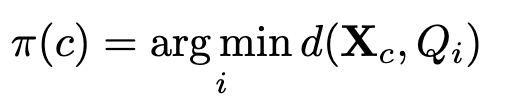 π(c) = arg min d(𝐗_c, Q_i)
i